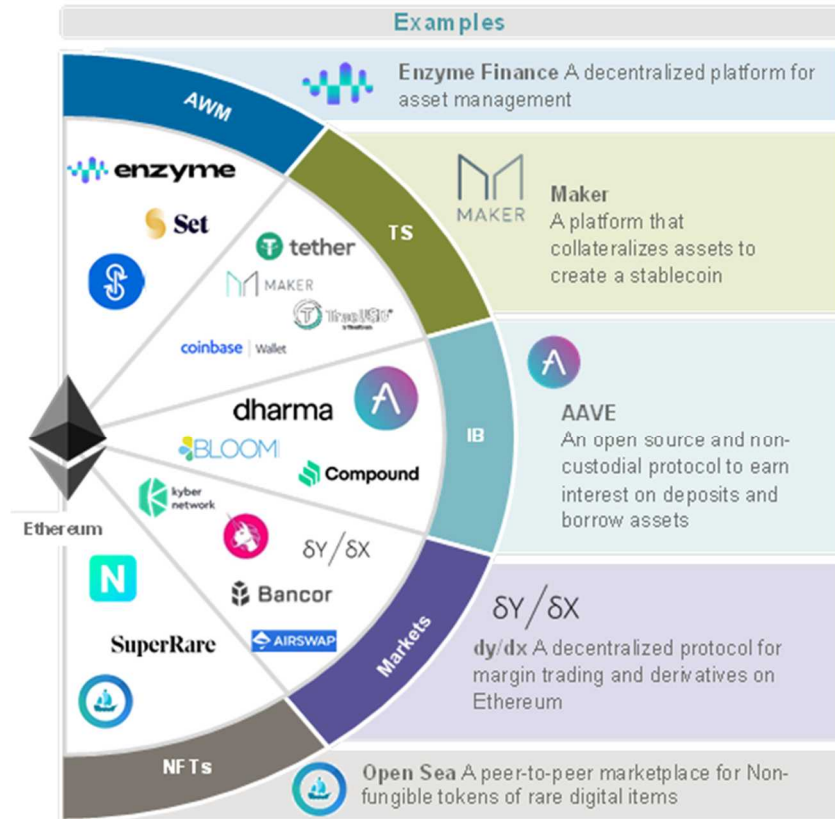 Examples
AWM
Enzyme Finance A decentralized platform for
asset management
enzyme
Set
TS
tether
MAKER
coinbase | Wallet
MAKER
Maker
A platform that
collateralizes assets to
create a stablecoin
IB
dharma
BLOOM
Compound
AAVE
An open source and non-
custodial protocol to earn
interest on deposits and
borrow assets
Ethereum
kyber
network
δY/δX
Bancor
AIRSWAP
Markets
δY/δX
dy/dx A decentralized protocol for
margin trading and derivatives on
Ethereum
N
SuperRare
NFTs
Open Sea A peer-to-peer marketplace for Non-
fungible tokens of rare digital items